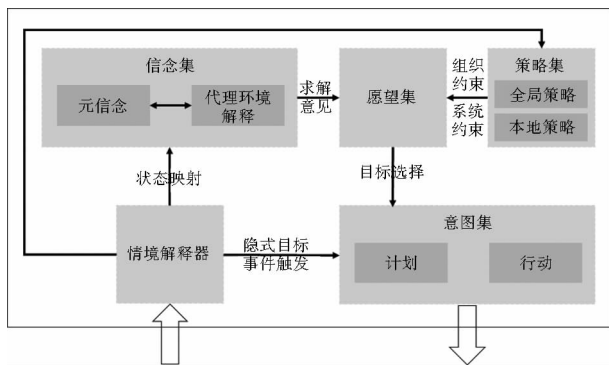 信念集
元信念
代理环境
解释
求解
意见
愿望集
组织
约束
系统
约束
策略集
全局策略
本地策略
状态映射
目标选择
情境解释器
隐式目标
事件触发
意图集
计划
行动